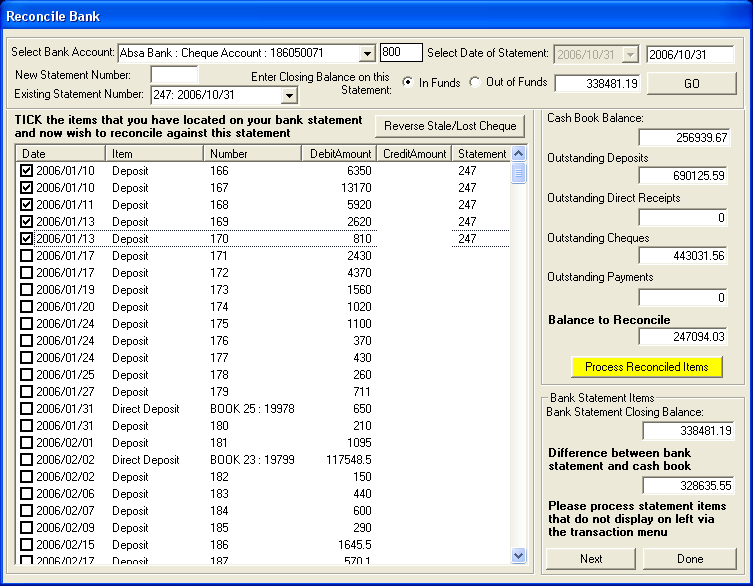 Reconcile Bank
Select Bank Account: Absa Bank : Cheque Account : 186050071 800 Select Date of Statement: 2006/10/31 2006/10/31
New Statement Number: Enter Closing Balance on this Statement: In Funds Out of Funds 338481.19 GO
Existing Statement Number: 247: 2006/10/31
TICK the items that you have located on your bank statement
and now wish to reconcile against this statement
Reverse Stale/Lost Cheque
Date Item Number DebitAmount CreditAmount Statement
2006/01/10 Deposit 166 6350 247
2006/01/10 Deposit 167 13170 247
2006/01/11 Deposit 168 5920 247
2006/01/13 Deposit 169 2620 247
2006/01/13 Deposit 170 810 247
2006/01/17 Deposit 171 2430
2006/01/17 Deposit 172 4370
2006/01/19 Deposit 173 1560
2006/01/20 Deposit 174 1020
2006/01/24 Deposit 175 1100
2006/01/24 Deposit 176 370
2006/01/24 Deposit 177 430
2006/01/25 Deposit 178 260
2006/01/27 Deposit 179 711
2006/01/31 Direct Deposit BOOK 25 : 19978 650
2006/01/31 Deposit 180 210
2006/02/01 Deposit 181 1095
2006/02/02 Direct Deposit BOOK 23 : 19799 117548.5
2006/02/02 Deposit 182 150
2006/02/06 Deposit 183 440
2006/02/07 Deposit 184 600
2006/02/09 Deposit 185 290
2006/02/15 Deposit 186 1645.5
2006/02/17 Deposit 187 570.1
Cash Book Balance:
256939.67
Outstanding Deposits
690125.59
Outstanding Direct Receipts
0
Outstanding Cheques
443031.56
Outstanding Payments
0
Balance to Reconcile
247094.03
Process Reconciled Items
Bank Statement Items
Bank Statement Closing Balance:
338481.19
Difference between bank
statement and cash book
328635.55
Please process statement items
that do not display on left via
the transaction menu
Next Done